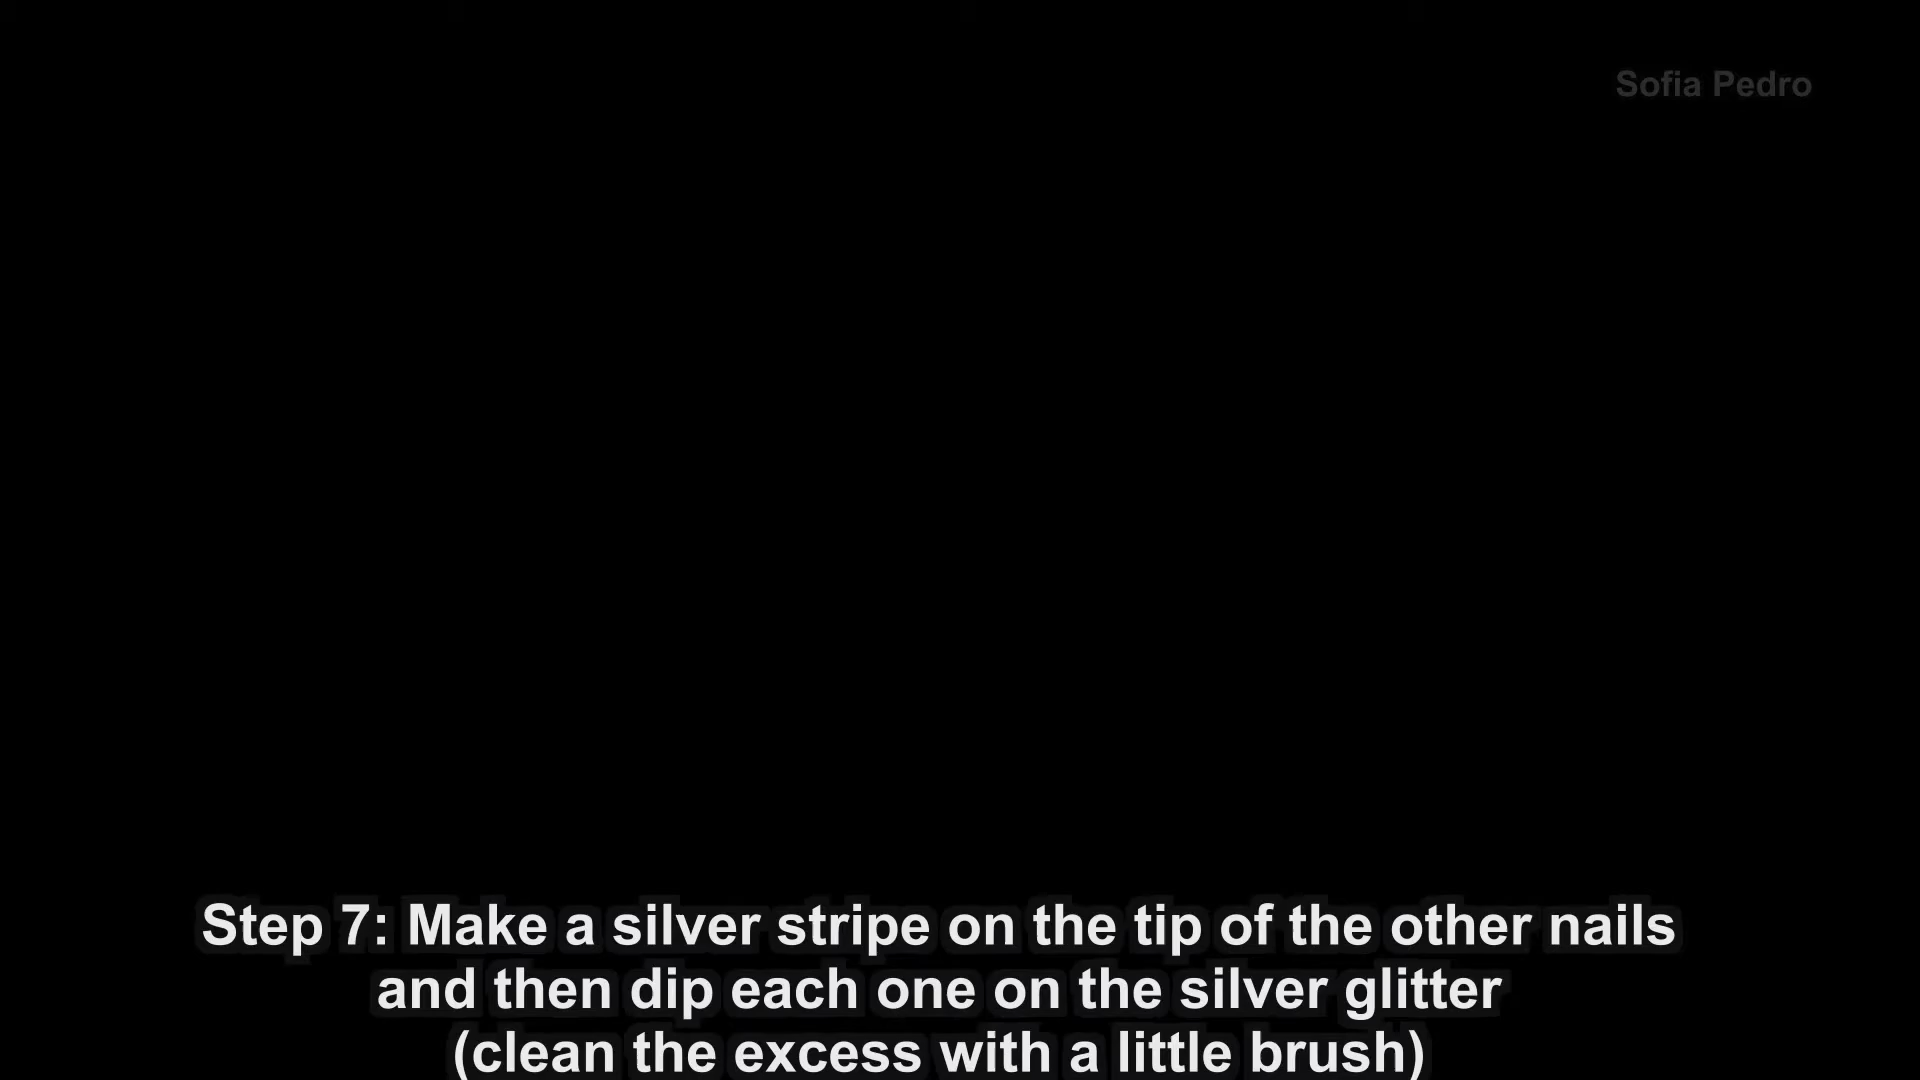 Sofia Pedro
Step 7: Make a silver stripe on the tip of the other nails
and then dip each one on the silver glitter
(clean the excess with a little brush)